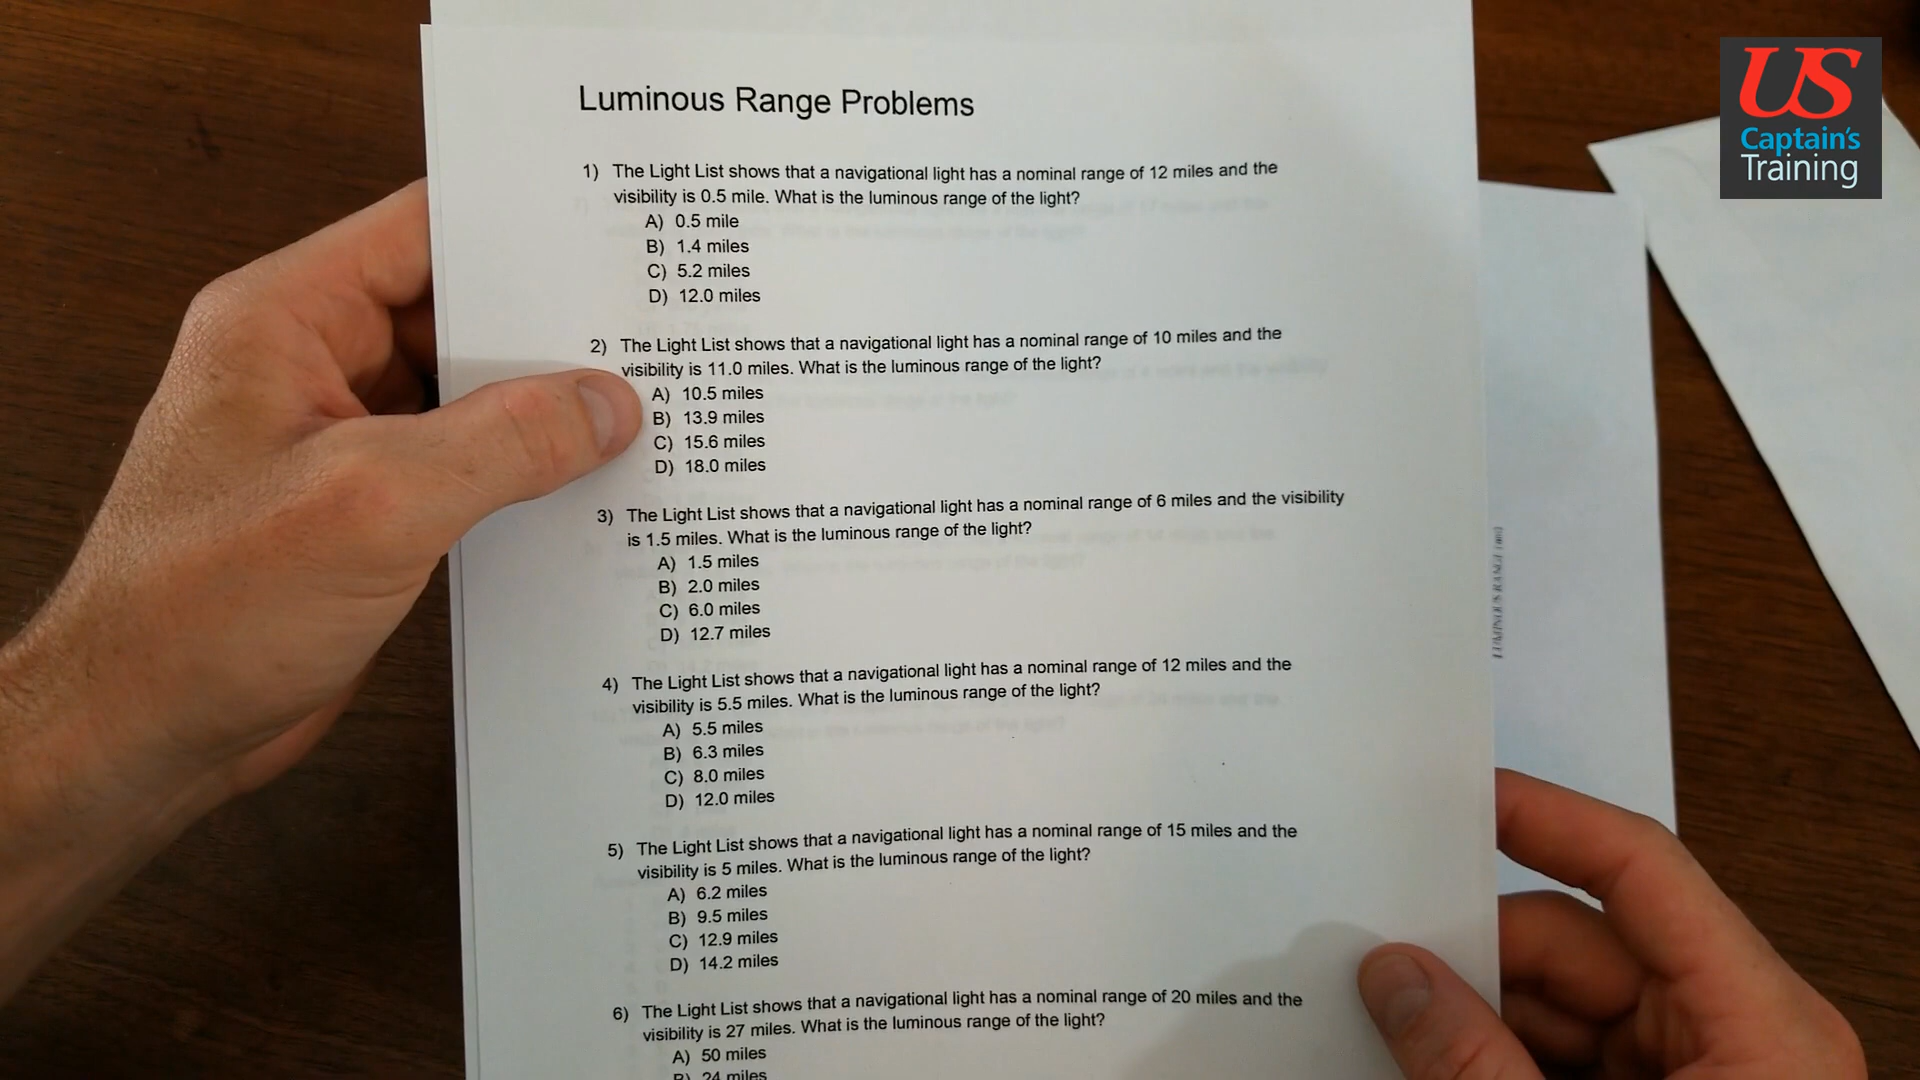 US
Captain's
Training
Luminous Range Problems
1) The Light List shows that a navigational light has a nominal range of 12 miles and the
visibility is 0.5 mile. What is the luminous range of the light?
A) 0.5 mile
B) 1.4 miles
C) 5.2 miles
D) 12.0 miles
2) The Light List shows that a navigational light has a nominal range of 10 miles and the
visibility is 11.0 miles. What is the luminous range of the light?
A) 10.5 miles
B) 13.9 miles
C) 15.6 miles
D) 18.0 miles
3) The Light List shows that a navigational light has a nominal range of 6 miles and the visibility
is 1.5 miles. What is the luminous range of the light?
A) 1.5 miles
B) 2.0 miles
C) 6.0 miles
D) 12.7 miles
4) The Light List shows that a navigational light has a nominal range of 12 miles and the
visibility is 5.5 miles. What is the luminous range of the light?
A) 5.5 miles
B) 6.3 miles
C) 8.0 miles
D) 12.0 miles
5) The Light List shows that a navigational light has a nominal range of 15 miles and the
visibility is 5 miles. What is the luminous range of the light?
A) 6.2 miles
B) 9.5 miles
C) 12.9 miles
D) 14.2 miles
6) The Light List shows that a navigational light has a nominal range of 20 miles and the
visibility is 27 miles. What is the luminous range of the light?
A) 50 miles
B) 24 miles
LUMINOUS RANGE